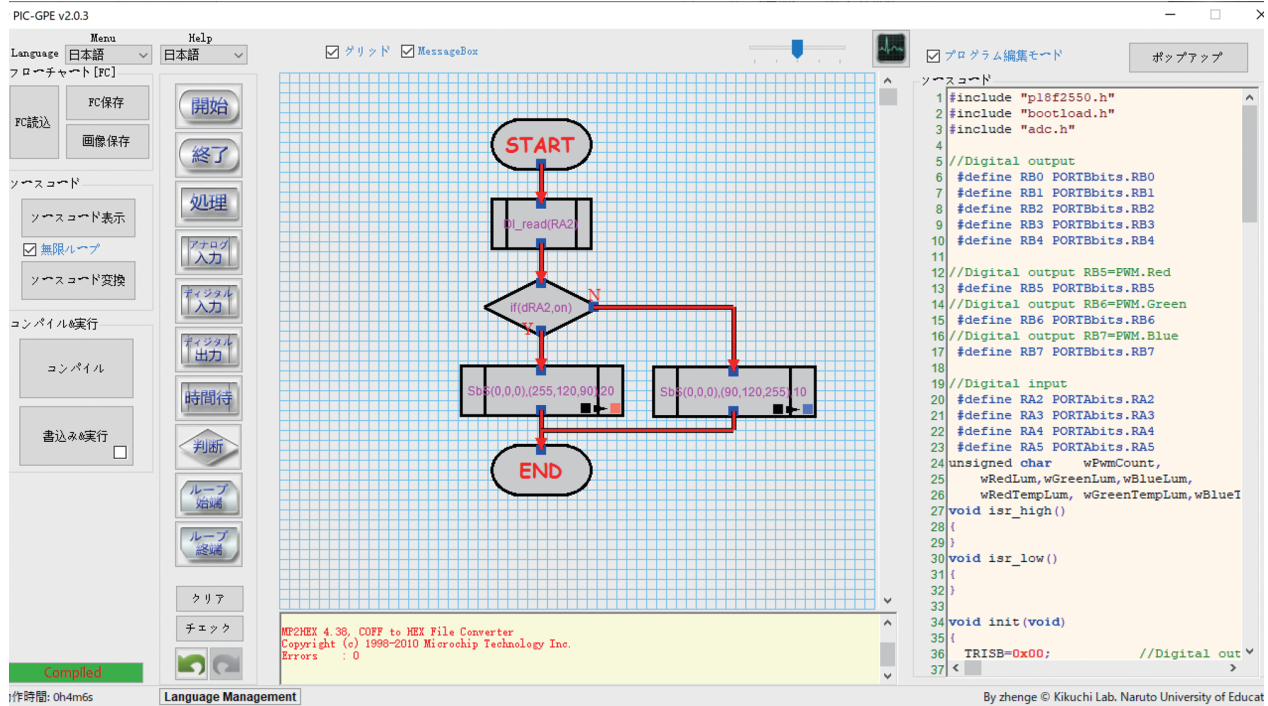 PIC-GPE v2.0.3
Menu
Help
Language 日本語
日本語
グリッド
MessageBox
プログラム編集モード
ポップアップ
フローチャート[FC]
FC読込
FC保存
画像保存
ソースコード
ソースコード表示
無限ループ
ソースコード変換
コンパイル&実行
コンパイル
書込み&実行
Compiled
開始
終了
処理
アナログ
入力
ディジタル
入力
ディジタル
出力
時間待
判断
ループ
始端
ループ
終端
クリア
チェック
START
DI_read(RA2)
if(dRA2,on)
N
Y
SbS(0,0,0),(255,120,90),20
SbS(0,0,0),(90,120,255),10
END
MP2HEX 4.38, COFF to HEX File Converter
Copyright (c) 1998-2010 Microchip Technology Inc.
Errors : 0
ソースコード
1 #include "p18f2550.h"
2 #include "bootload.h"
3 #include "adc.h"
4
5 //Digital output
6 #define RB0 PORTBbits.RB0
7 #define RB1 PORTBbits.RB1
8 #define RB2 PORTBbits.RB2
9 #define RB3 PORTBbits.RB3
10 #define RB4 PORTBbits.RB4
11
12 //Digital output RB5=PWM.Red
13 #define RB5 PORTBbits.RB5
14 //Digital output RB6=PWM.Green
15 #define RB6 PORTBbits.RB6
16 //Digital output RB7=PWM.Blue
17 #define RB7 PORTBbits.RB7
18
19 //Digital input
20 #define RA2 PORTAbits.RA2
21 #define RA3 PORTAbits.RA3
22 #define RA4 PORTAbits.RA4
23 #define RA5 PORTAbits.RA5
24 unsigned char wPwmCount,
25 wRedLum,wGreenLum,wBlueLum,
26 wRedTempLum, wGreenTempLum,wBlueT
27 void isr_high()
28 {
29 }
30 void isr_low()
31 {
32 }
33
34 void init(void)
35 {
36 TRISB=0x00; //Digital out
37
作時間: 0h4m6s
Language Management
By zhenge © Kikuchi Lab. Naruto University of Educat